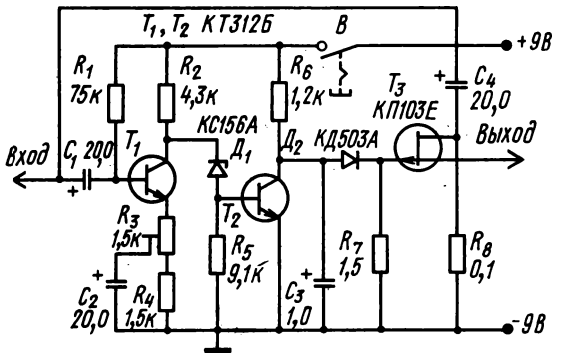 T₁, T₂ КТ312Б
В
+9В
R₁
75к
R₂
4,3к
R₆
1,2к
T₃
КП103Е
+ C₄
20,0
КС156А
Д₁
Д₂
КД503А
Вход
C₁ 20,0
+
T₁
Выход
T₂
R₃
1,5к
R₅
9,1к
R₇
1,5
R₈
0,1
+
C₂
20,0
R₄
1,5к
+
C₃
1,0
-9В